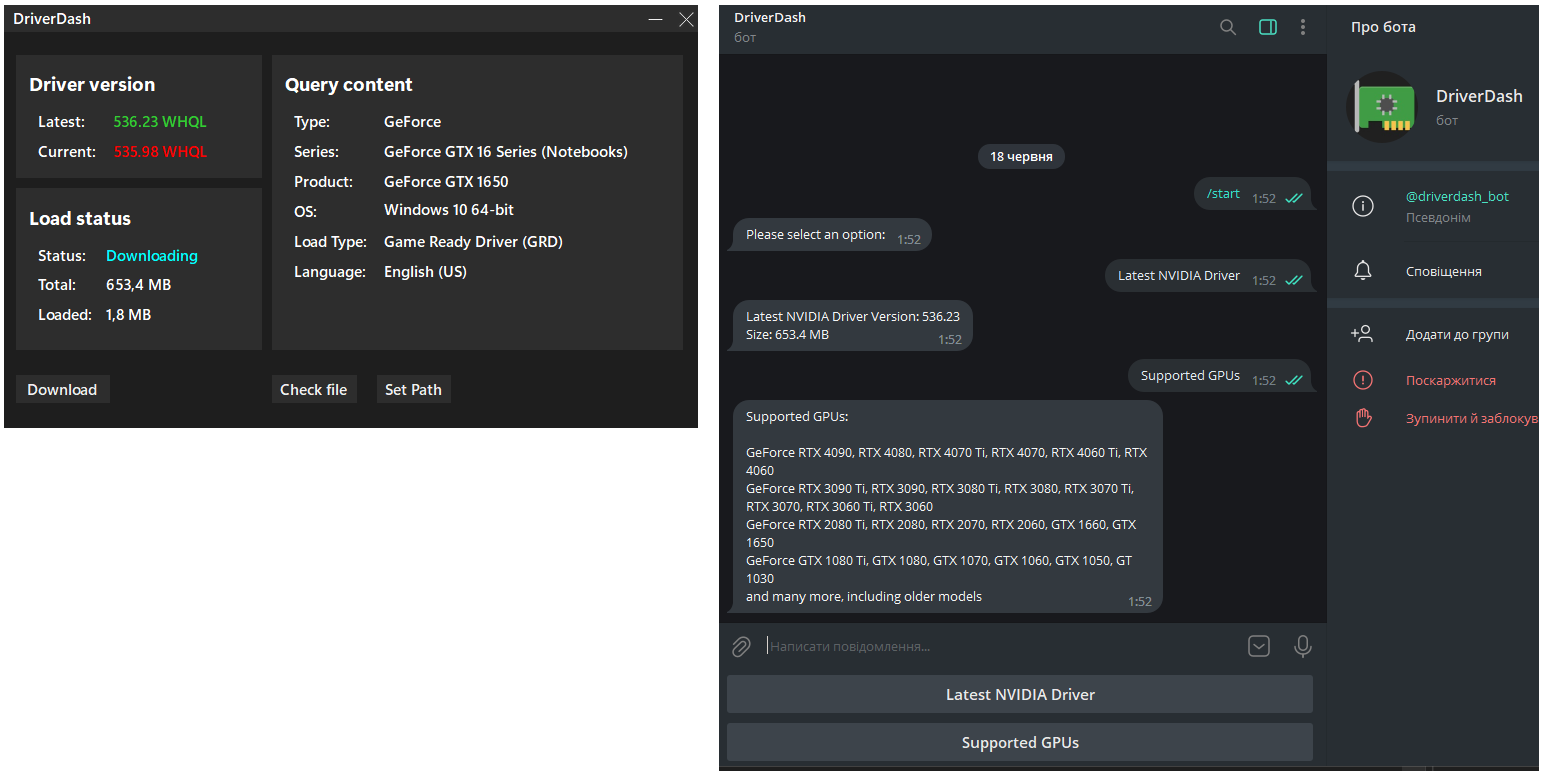 DriverDash
Driver version
Latest: 536.23 WHQL
Current: 535.98 WHQL
Load status
Status: Downloading
Total: 653,4 MB
Loaded: 1,8 MB
Query content
Type: GeForce
Series: GeForce GTX 16 Series (Notebooks)
Product: GeForce GTX 1650
OS: Windows 10 64-bit
Load Type: Game Ready Driver (GRD)
Language: English (US)
Download
Check file
Set Path
DriverDash
бот
18 червня
/start 1:52
Please select an option: 1:52
Latest NVIDIA Driver 1:52
Latest NVIDIA Driver Version: 536.23
Size: 653.4 MB
1:52
Supported GPUs 1:52
Supported GPUs:
GeForce RTX 4090, RTX 4080, RTX 4070 Ti, RTX 4070, RTX 4060 Ti, RTX
4060
GeForce RTX 3090 Ti, RTX 3090, RTX 3080 Ti, RTX 3080, RTX 3070 Ti,
RTX 3070, RTX 3060 Ti, RTX 3060
GeForce RTX 2080 Ti, RTX 2080, RTX 2070, RTX 2060, GTX 1660, GTX
1650
GeForce GTX 1080 Ti, GTX 1080, GTX 1070, GTX 1060, GTX 1050, GT
1030
and many more, including older models
1:52
Написати повідомлення...
Latest NVIDIA Driver
Supported GPUs
Про бота
DriverDash
бот
@driverdash_bot
Псевдонім
Сповіщення
Додати до групи
Поскаржитися
Зупинити й заблокув